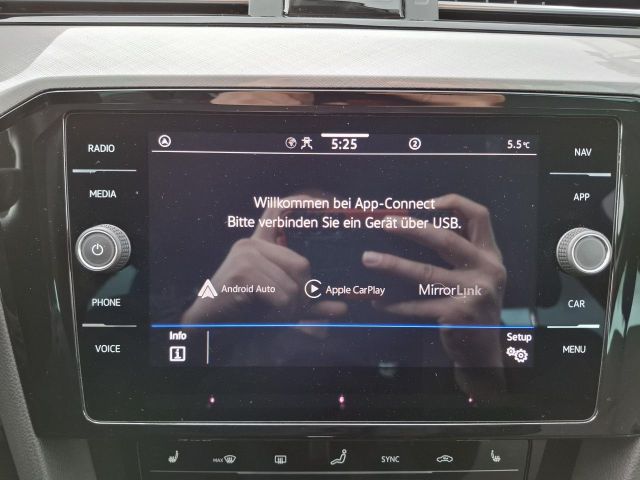 RADIO
MEDIA
PHONE
VOICE
5:25
2
5.5°C
Willkommen bei App-Connect
Bitte verbinden Sie ein Gerät über USB.
Android Auto
Apple CarPlay
MirrorLink
Info
Setup
NAV
APP
CAR
MENU
MAX
SYNC